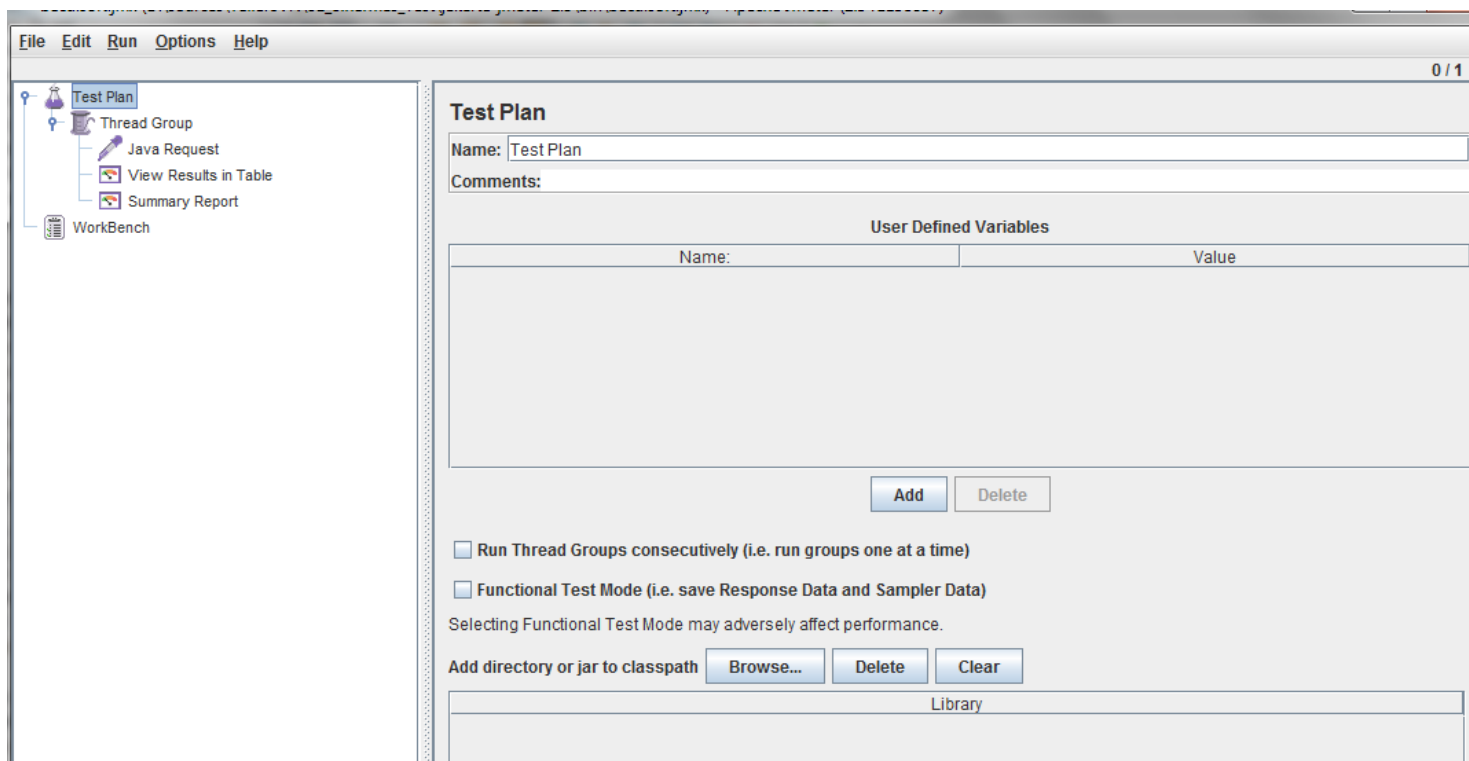 File Edit Run Options Help
0 / 1
Test Plan
Thread Group
Java Request
View Results in Table
Summary Report
WorkBench
Test Plan
Name: Test Plan
Comments:
User Defined Variables
Name: Value
Add Delete
Run Thread Groups consecutively (i.e. run groups one at a time)
Functional Test Mode (i.e. save Response Data and Sampler Data)
Selecting Functional Test Mode may adversely affect performance.
Add directory or jar to classpath Browse... Delete Clear
Library